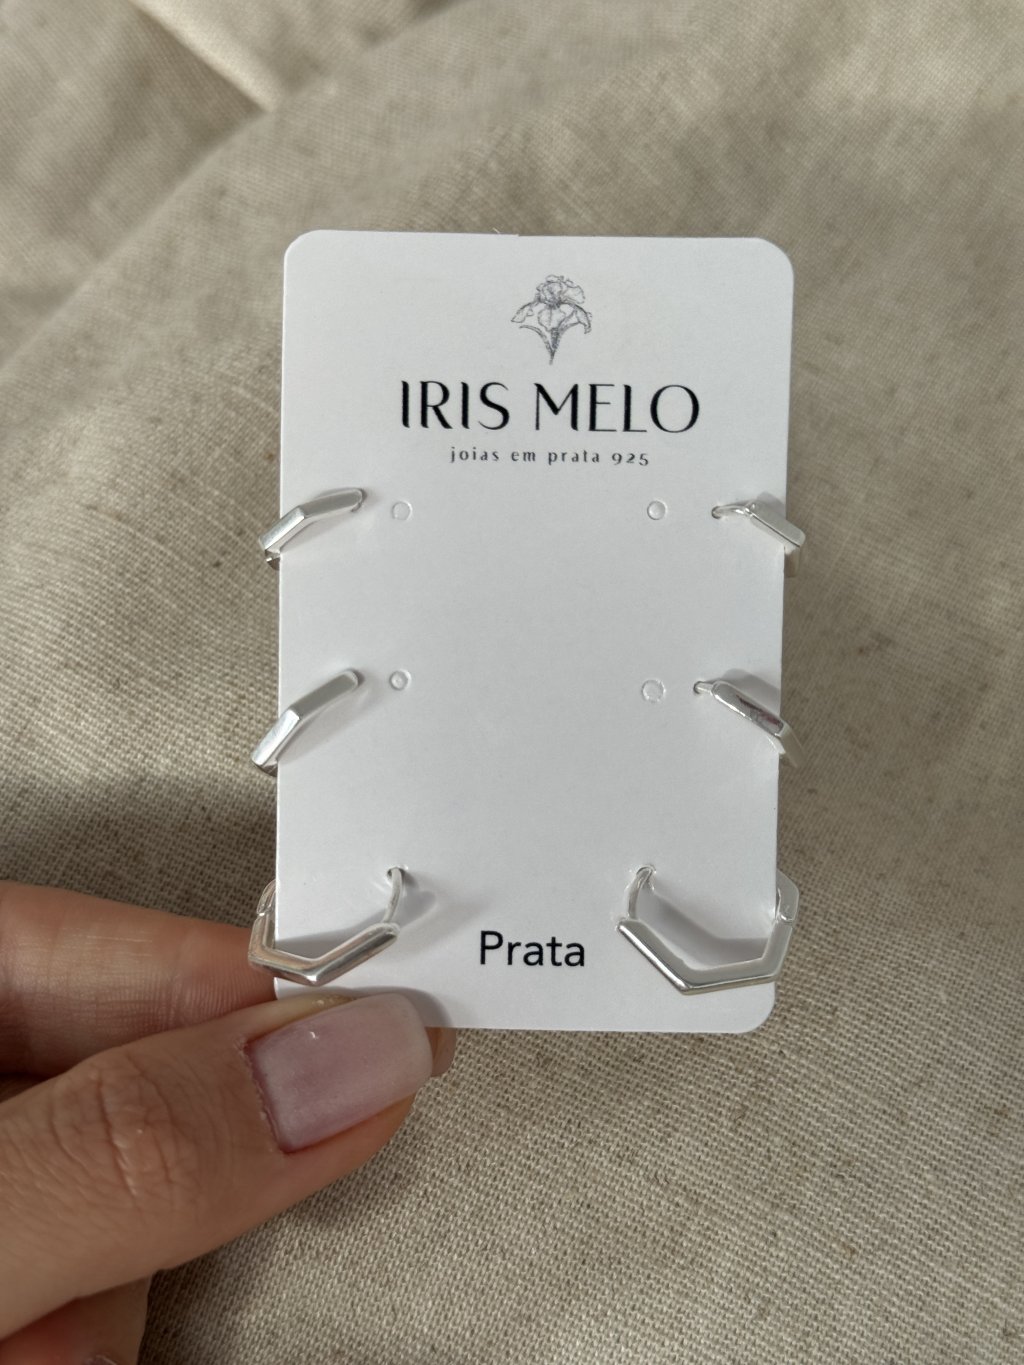 IRIS MELO
joias em prata 925
Prata